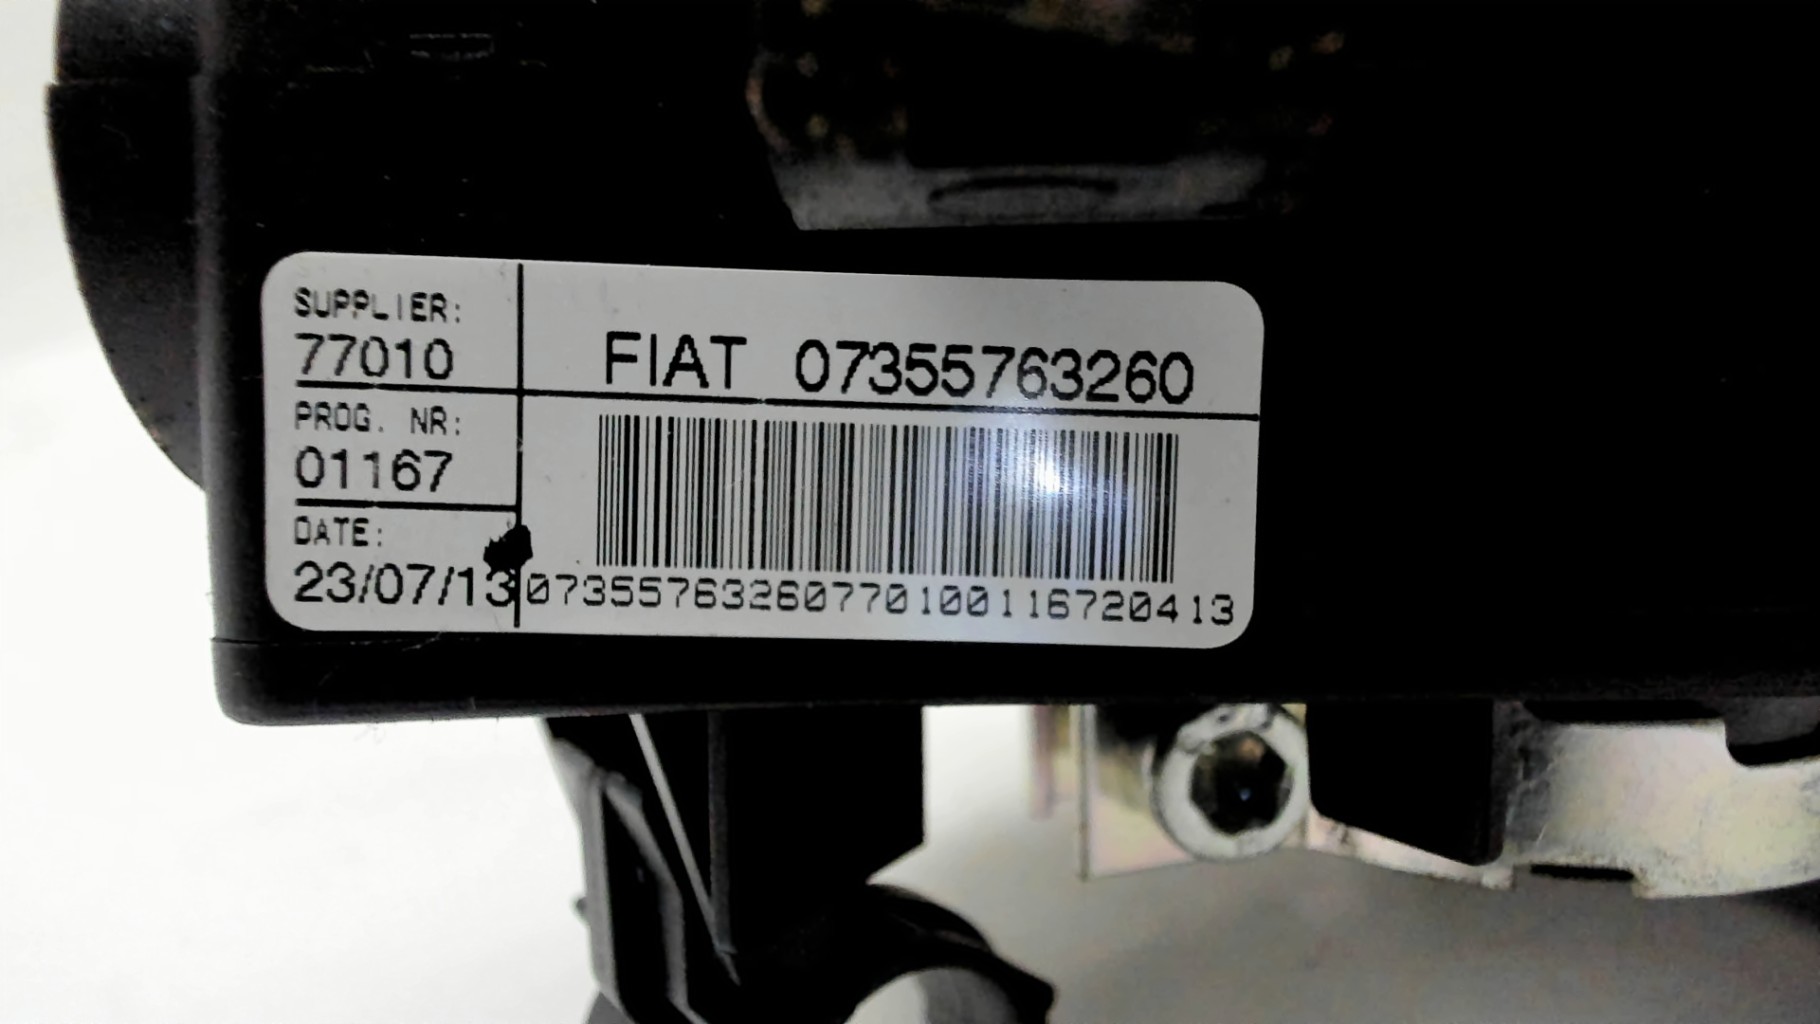 SUPPLIER:
77010
FIAT 07355763260
PROG. NR:
01167
DATE:
23/07/13
07355763260770100116720413